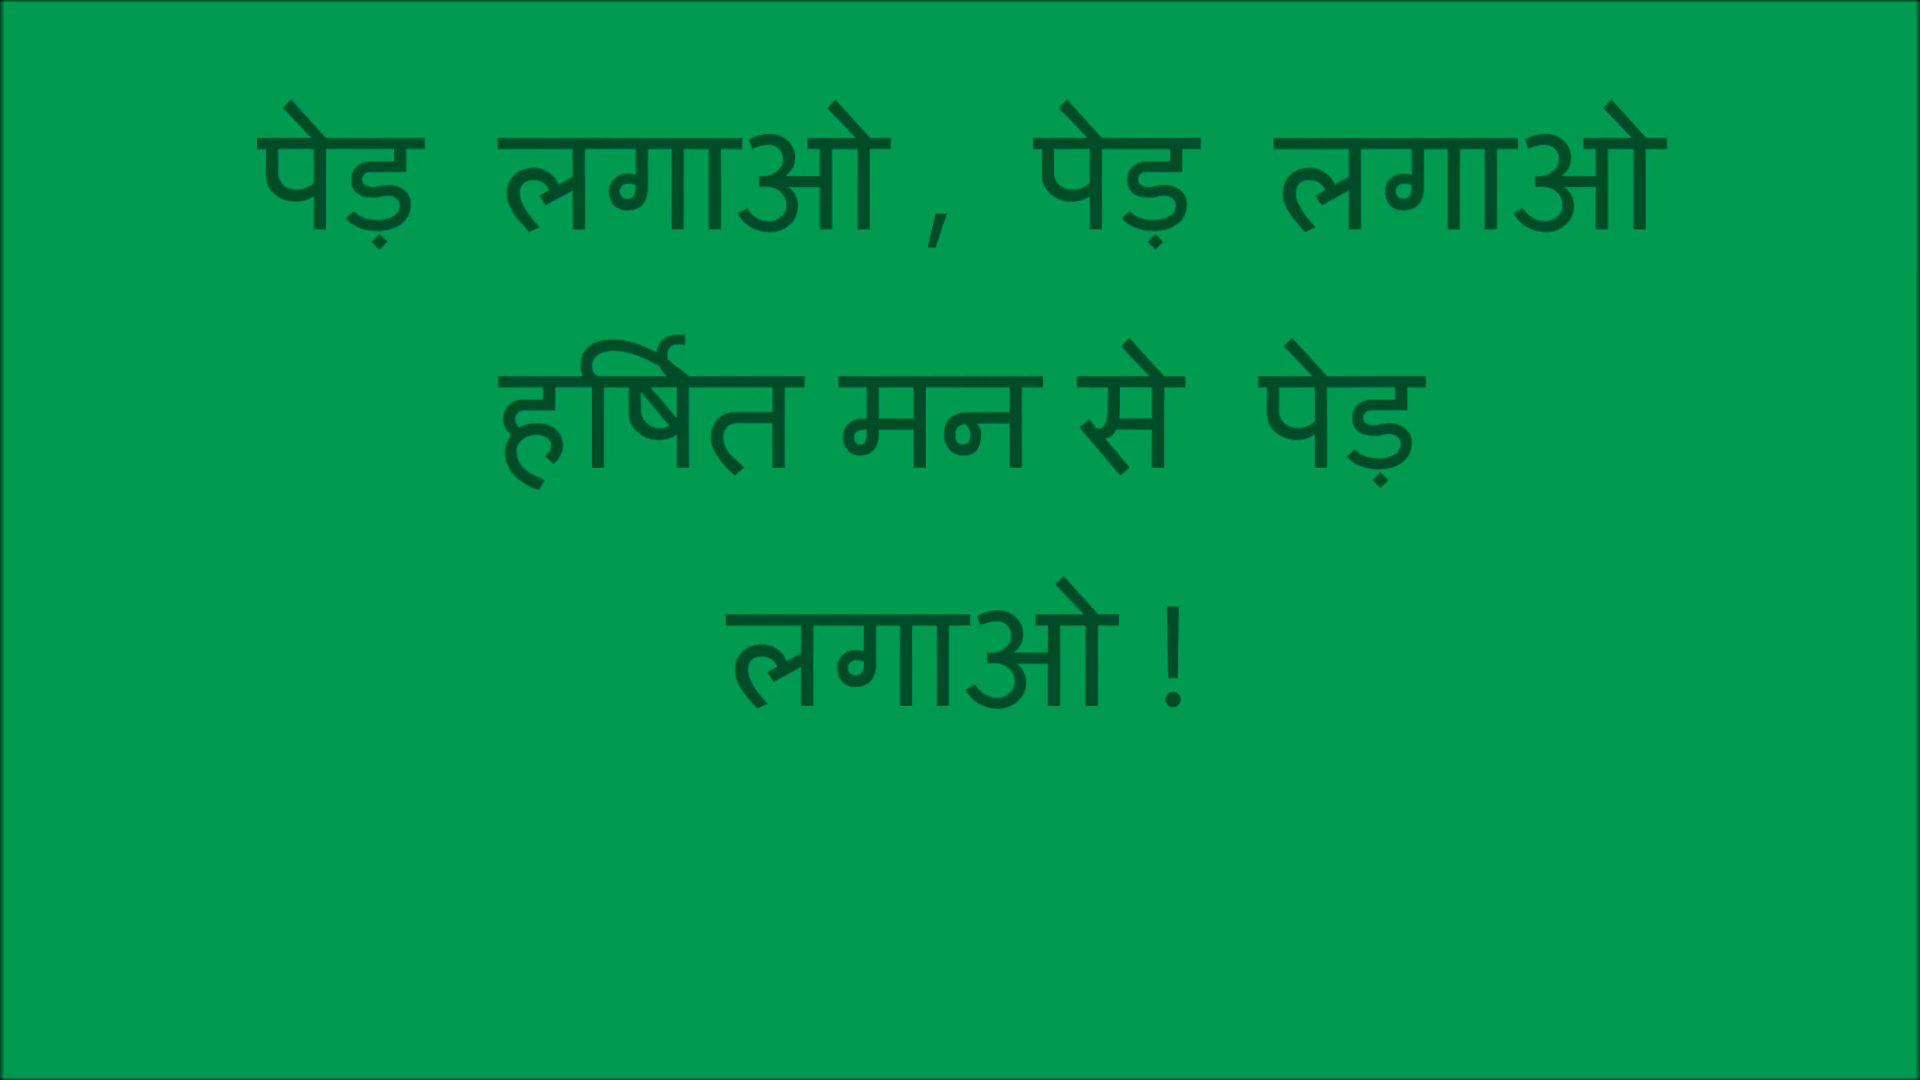 पेड़ लगाओ , पेड़ लगाओ
हर्षित मन से पेड़
लगाओ !